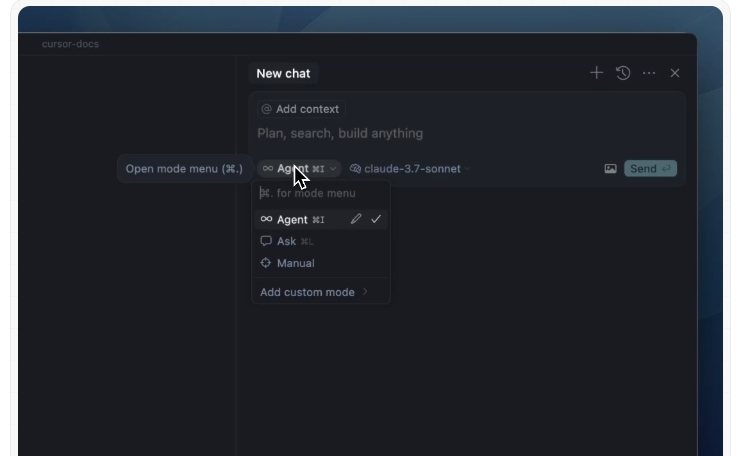 cursor-docs
New chat
@ Add context
Plan, search, build anything
Open mode menu (⌘.)
∞ Agent ⌘I
claude-3.7-sonnet
Send ⏎
⌘. for mode menu
∞ Agent ⌘I
Ask ⌘L
Manual
Add custom mode